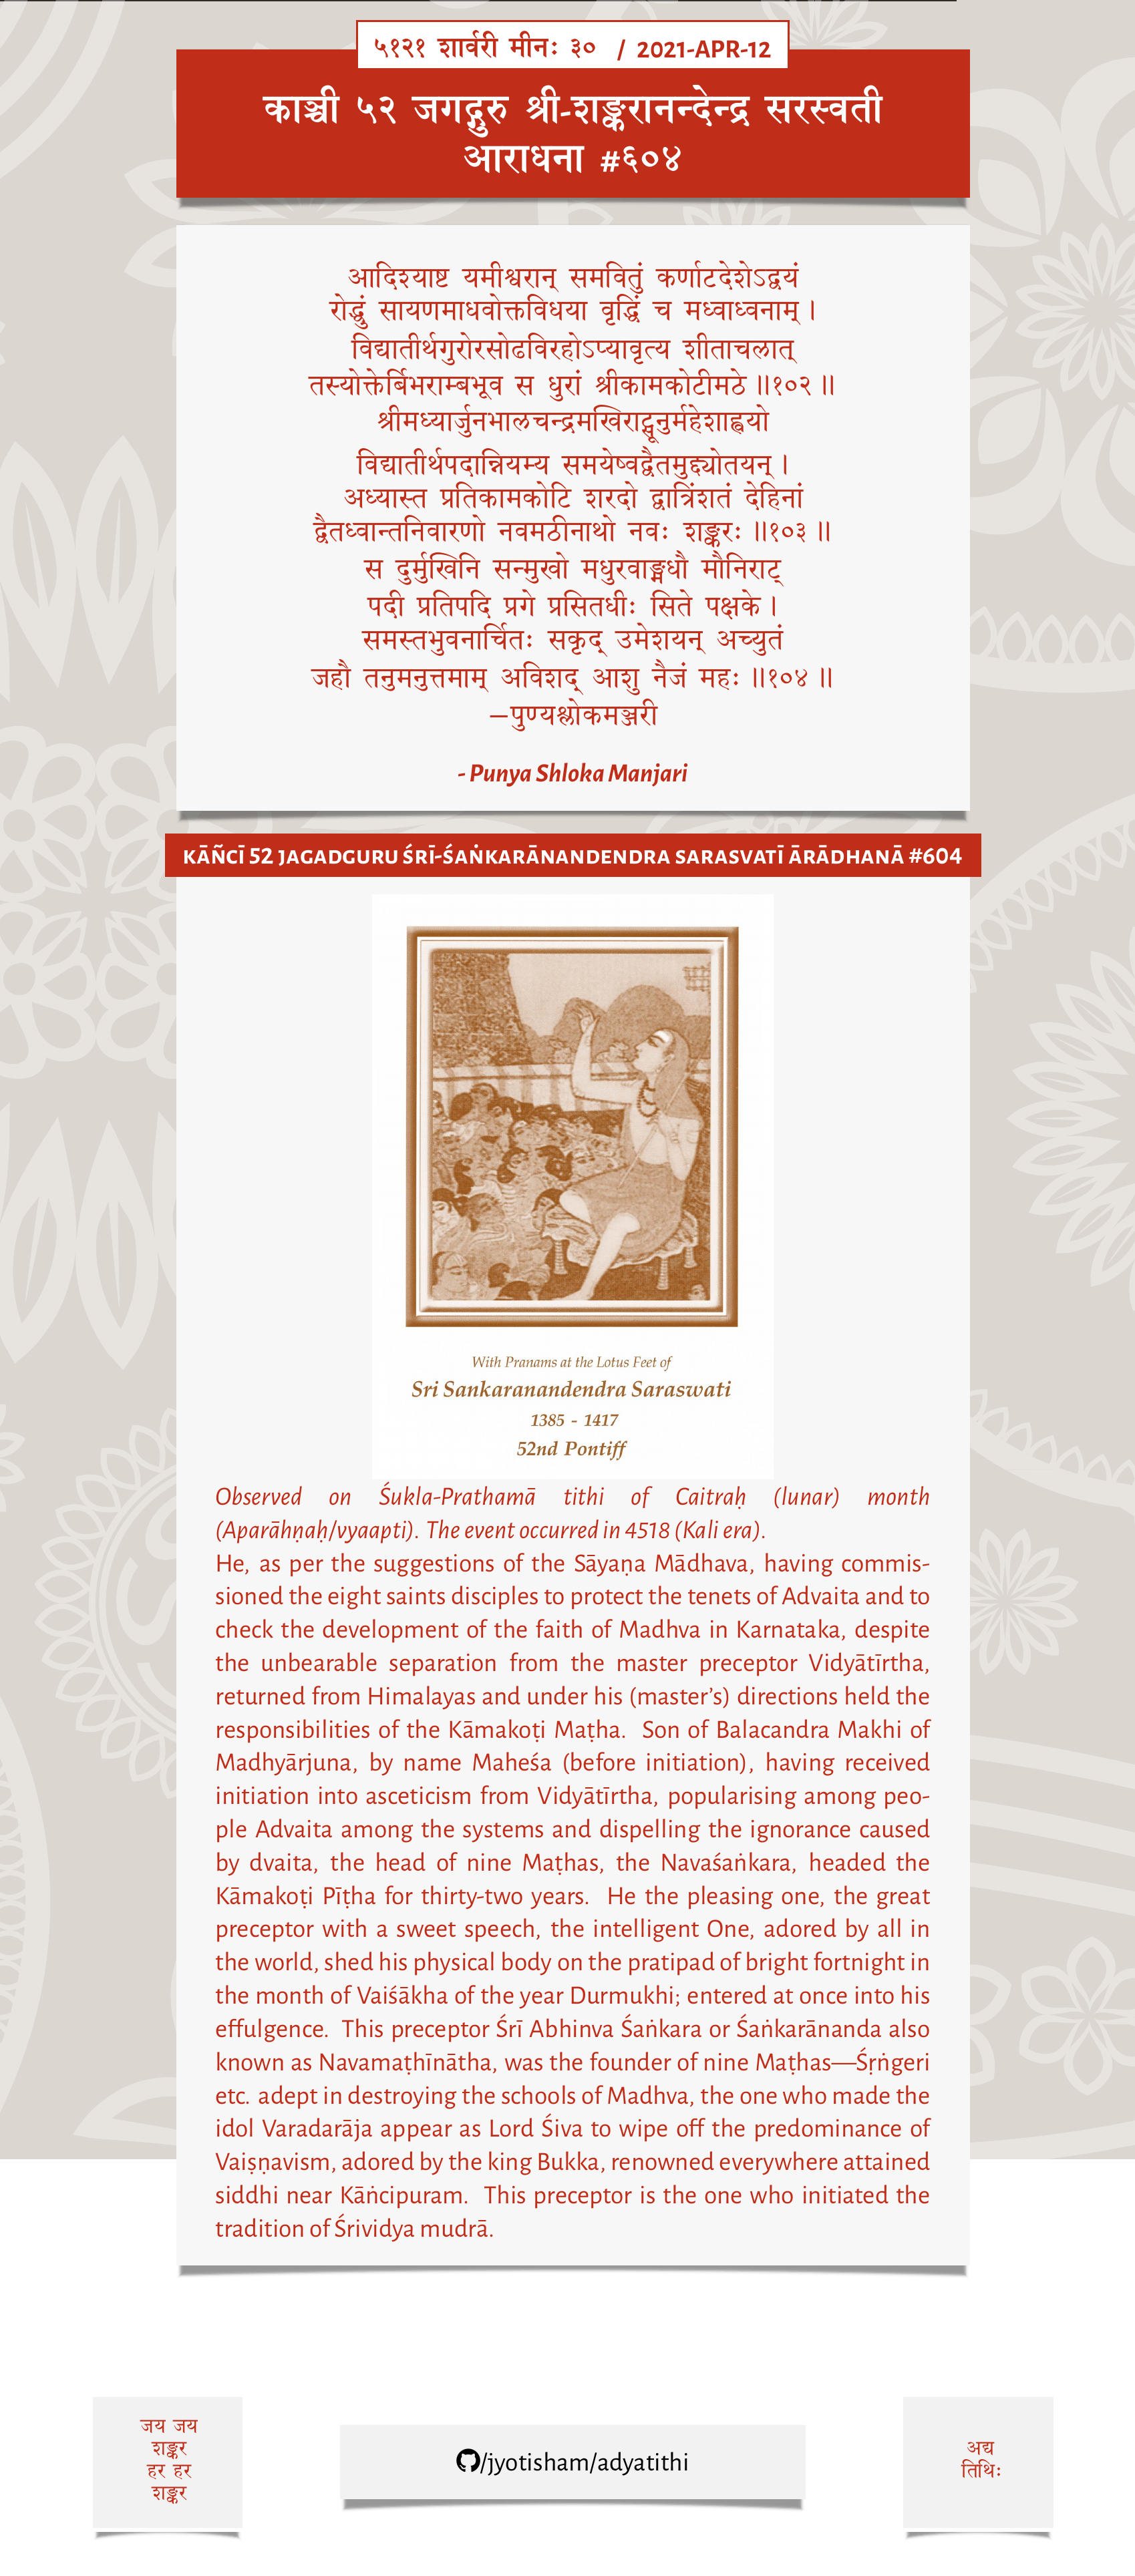 ५१२१ शार्वरी मीनः ३० / 2021-APR-12
काञ्ची ५२ जगद्गुरु श्री-शङ्करानन्देन्द्र सरस्वती
आराधना #६०४
आदिश्याष्ट यमीश्वरान् समवितुं कर्णाटदेशेऽद्वयं
रोद्धुं सायणमाधवोक्तविधया वृद्धिं च मध्वाध्वनाम् ।
विद्यातीर्थगुरोरसोढविरहोऽप्यावृत्य शीताचलात्
तस्योक्तेर्बिभराम्बभूव स धुरां श्रीकामकोटीमठे ॥१०२॥
श्रीमध्यार्जुनभालचन्द्रमखिराट्सूनुर्महेशाह्वयो
विद्यातीर्थपदान्नियम्य समयेष्वद्वैतमुद्द्योतयन् ।
अध्यास्त प्रतिकामकोटि शरदो द्वात्रिंशतं देहिनां
द्वैतध्वान्तनिवारणो नवमठीनाथो नवः शङ्करः ॥१०३॥
स दुर्मुखिनि सन्मुखो मधुरवाङ्मधौ मौनिराट्
पदी प्रतिपदि प्रगे प्रसितधीः सिते पक्षके ।
समस्तभुवनार्चितः सकृद् उमेशयन् अच्युतं
जहौ तनुमनुत्तमाम् अविशद् आशु नैजं महः ॥१०४॥
—पुण्यश्लोकमञ्जरी
- Punya Shloka Manjari
KĀÑCĪ 52 JAGADGURU ŚRĪ-ŚAṄKARĀNANDENDRA SARASVATĪ ĀRĀDHANĀ #604
With Pranams at the Lotus Feet of
Sri Sankaranandendra Saraswati
1385 - 1417
52nd Pontiff
Observed on Śukla-Prathamā tithi of Caitraḥ (lunar) month
(Aparāhṇaḥ/vyaapti). The event occurred in 4518 (Kali era).
He, as per the suggestions of the Sāyaṇa Mādhava, having commis-
sioned the eight saints disciples to protect the tenets of Advaita and to
check the development of the faith of Madhva in Karnataka, despite
the unbearable separation from the master preceptor Vidyātīrtha,
returned from Himalayas and under his (master's) directions held the
responsibilities of the Kāmakoṭi Maṭha. Son of Balacandra Makhi of
Madhyārjuna, by name Maheśa (before initiation), having received
initiation into asceticism from Vidyātīrtha, popularising among peo-
ple Advaita among the systems and dispelling the ignorance caused
by dvaita, the head of nine Maṭhas, the Navaśaṅkara, headed the
Kāmakoṭi Pīṭha for thirty-two years. He the pleasing one, the great
preceptor with a sweet speech, the intelligent One, adored by all in
the world, shed his physical body on the pratipad of bright fortnight in
the month of Vaiśākha of the year Durmukhi; entered at once into his
effulgence. This preceptor Śrī Abhinva Śaṅkara or Śaṅkarānanda also
known as Navamaṭhīnātha, was the founder of nine Maṭhas—Śṛṅgeri
etc. adept in destroying the schools of Madhva, the one who made the
idol Varadarāja appear as Lord Śiva to wipe off the predominance of
Vaiṣṇavism, adored by the king Bukka, renowned everywhere attained
siddhi near Kāṅcipuram. This preceptor is the one who initiated the
tradition of Śrividya mudrā.
जय जय
शङ्कर
हर हर
शङ्कर
/jyotisham/adyatithi
अद्य
तिथिः